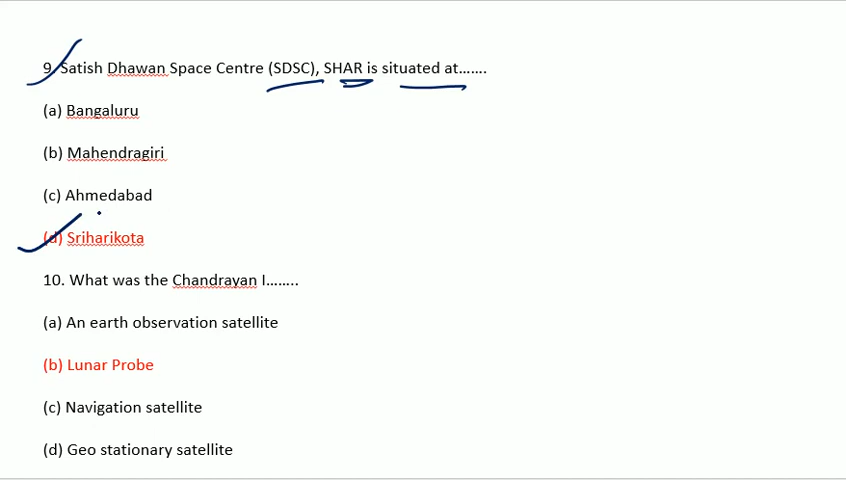 9. Satish Dhawan Space Centre (SDSC), SHAR is situated at.......
(a) Bangaluru
(b) Mahendragiri
(c) Ahmedabad
(d) Sriharikota
10. What was the Chandrayan I........
(a) An earth observation satellite
(b) Lunar Probe
(c) Navigation satellite
(d) Geo stationary satellite